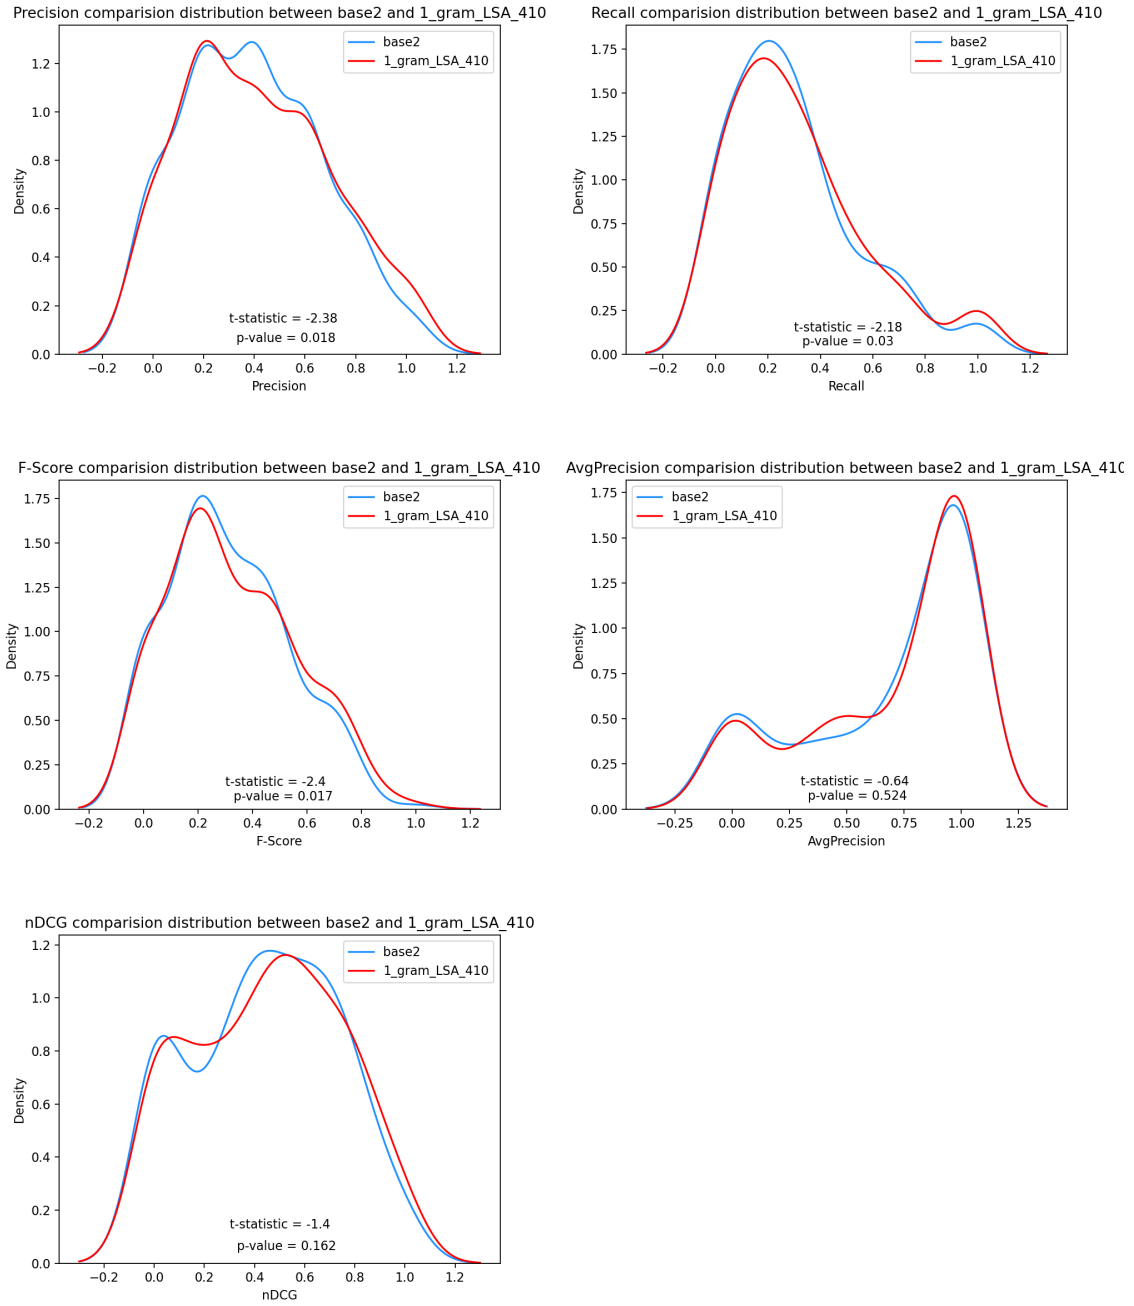 Precision comparision distribution between base2 and 1_gram_LSA_410
base2
1_gram_LSA_410
t-statistic = -2.38
p-value = 0.018
0.0
0.2
0.4
0.6
0.8
1.0
1.2
Density
−0.2
0.0
0.2
0.4
0.6
0.8
1.0
1.2
Precision
Recall comparision distribution between base2 and 1_gram_LSA_410
base2
1_gram_LSA_410
t-statistic = -2.18
p-value = 0.03
0.00
0.25
0.50
0.75
1.00
1.25
1.50
1.75
Density
−0.2
0.0
0.2
0.4
0.6
0.8
1.0
1.2
Recall
F-Score comparision distribution between base2 and 1_gram_LSA_410
base2
1_gram_LSA_410
t-statistic = -2.4
p-value = 0.017
0.00
0.25
0.50
0.75
1.00
1.25
1.50
1.75
Density
−0.2
0.0
0.2
0.4
0.6
0.8
1.0
1.2
F-Score
AvgPrecision comparision distribution between base2 and 1_gram_LSA_410
base2
1_gram_LSA_410
t-statistic = -0.64
p-value = 0.524
0.00
0.25
0.50
0.75
1.00
1.25
1.50
1.75
Density
−0.25
0.00
0.25
0.50
0.75
1.00
1.25
AvgPrecision
nDCG comparision distribution between base2 and 1_gram_LSA_410
base2
1_gram_LSA_410
t-statistic = -1.4
p-value = 0.162
0.0
0.2
0.4
0.6
0.8
1.0
1.2
Density
−0.2
0.0
0.2
0.4
0.6
0.8
1.0
1.2
nDCG